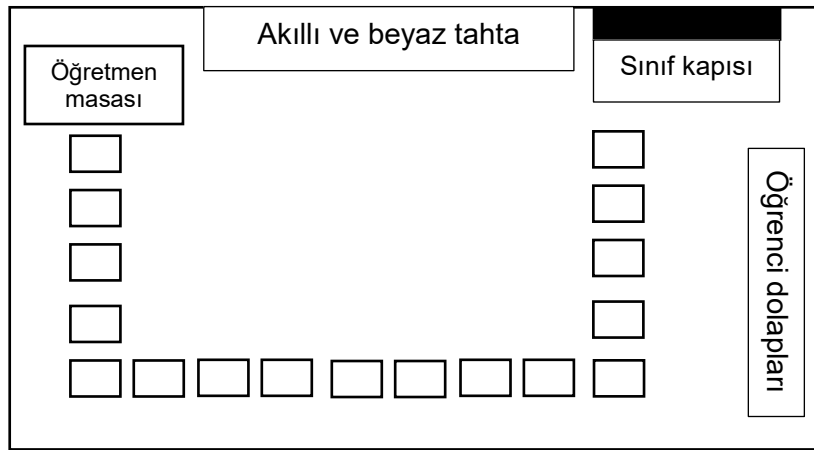 Akıllı ve beyaz tahta
Öğretmen
masası
Sınıf kapısı
Öğrenci dolapları